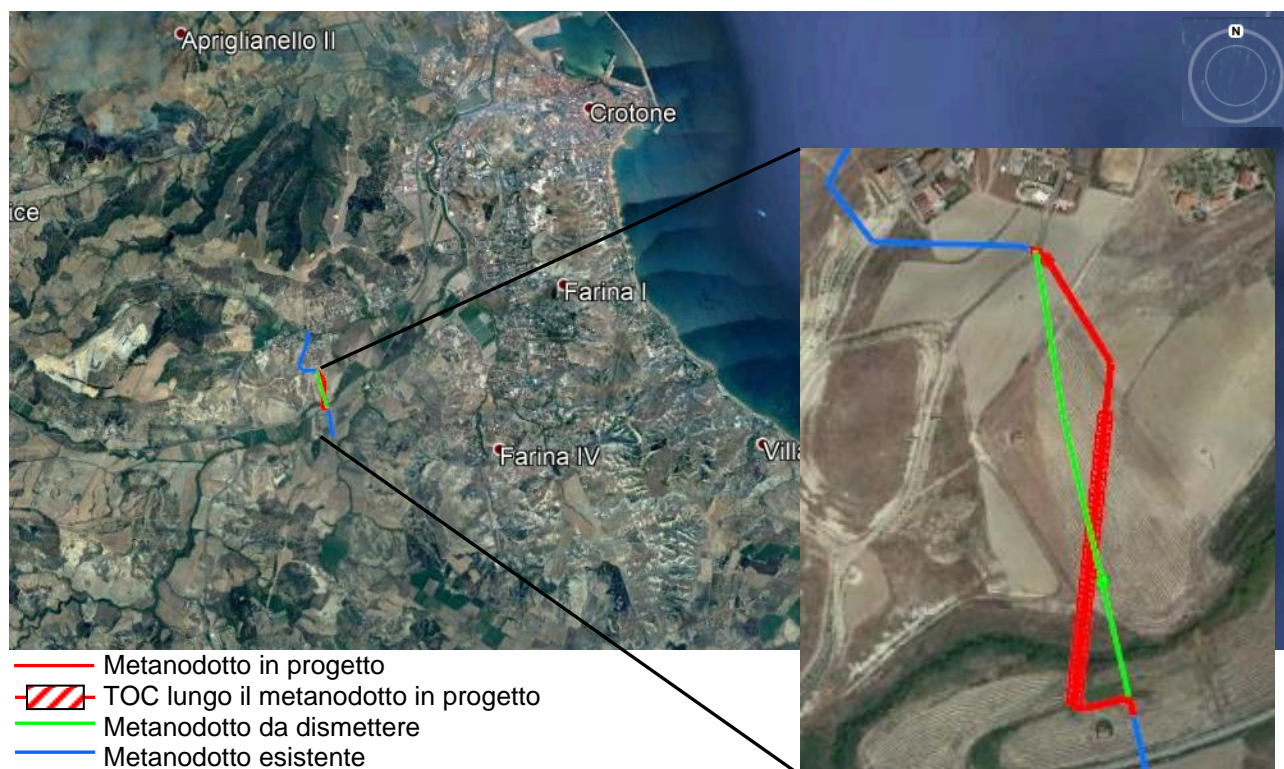 Apriglianello II
N
Crotone
ice
Farina I
Farina IV
Villa
Metanodotto in progetto
TOC lungo il metanodotto in progetto
Metanodotto da dismettere
Metanodotto esistente